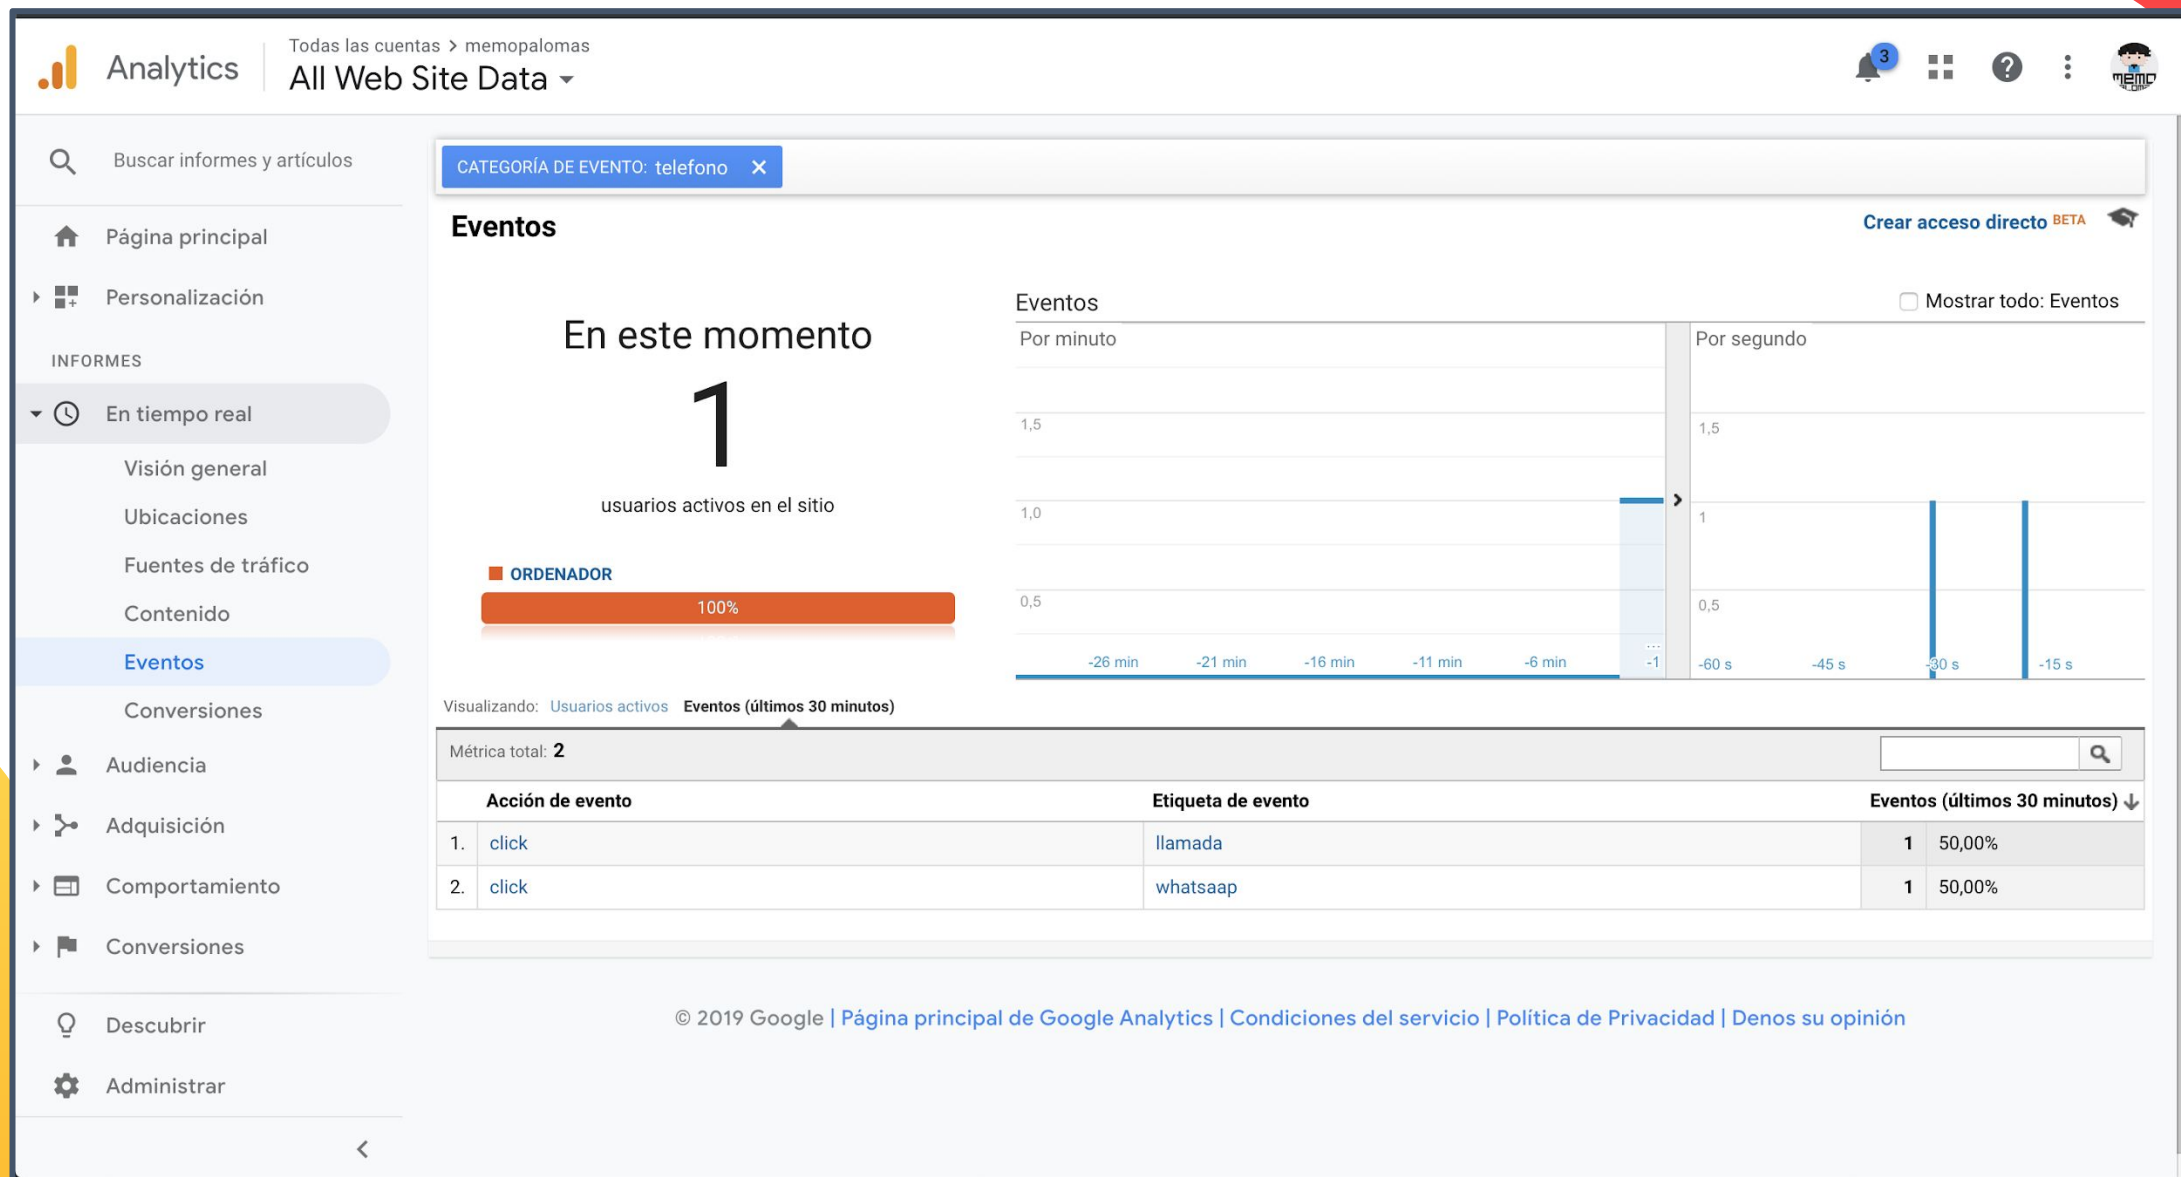 Analytics
Todas las cuentas > memopalomas
All Web Site Data
3
Buscar informes y artículos
Página principal
Personalización
INFORMES
En tiempo real
Visión general
Ubicaciones
Fuentes de tráfico
Contenido
Eventos
Conversiones
Audiencia
Adquisición
Comportamiento
Conversiones
Descubrir
Administrar
CATEGORÍA DE EVENTO: telefono X
Eventos
Crear acceso directo BETA
En este momento
1
usuarios activos en el sitio
ORDENADOR
100%
Eventos
Mostrar todo: Eventos
Por minuto
1,5
1,0
0,5
-26 min -21 min -16 min -11 min -6 min ... -1
Por segundo
1,5
1
0,5
-60 s -45 s -30 s -15 s
Visualizando: Usuarios activos Eventos (últimos 30 minutos)
Métrica total: 2
Acción de evento Etiqueta de evento Eventos (últimos 30 minutos)
1. click llamada 1 50,00%
2. click whatsaap 1 50,00%
© 2019 Google | Página principal de Google Analytics | Condiciones del servicio | Política de Privacidad | Denos su opinión